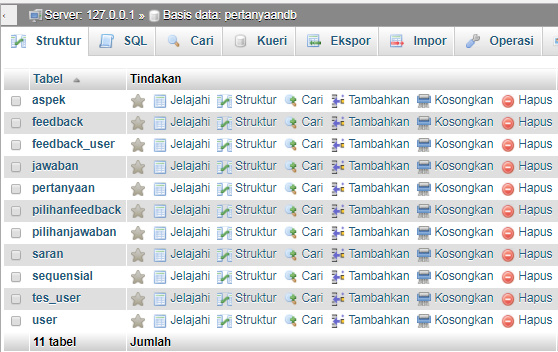 Server: 127.0.0.1 » Basis data: pertanyaandb
Struktur SQL Cari Kueri Ekspor Impor Operasi
Tabel Tindakan
aspek Jelajahi Struktur Cari Tambahkan Kosongkan Hapus
feedback Jelajahi Struktur Cari Tambahkan Kosongkan Hapus
feedback_user Jelajahi Struktur Cari Tambahkan Kosongkan Hapus
jawaban Jelajahi Struktur Cari Tambahkan Kosongkan Hapus
pertanyaan Jelajahi Struktur Cari Tambahkan Kosongkan Hapus
pilihanfeedback Jelajahi Struktur Cari Tambahkan Kosongkan Hapus
pilihanjawaban Jelajahi Struktur Cari Tambahkan Kosongkan Hapus
saran Jelajahi Struktur Cari Tambahkan Kosongkan Hapus
sequensial Jelajahi Struktur Cari Tambahkan Kosongkan Hapus
tes_user Jelajahi Struktur Cari Tambahkan Kosongkan Hapus
user Jelajahi Struktur Cari Tambahkan Kosongkan Hapus
11 tabel Jumlah